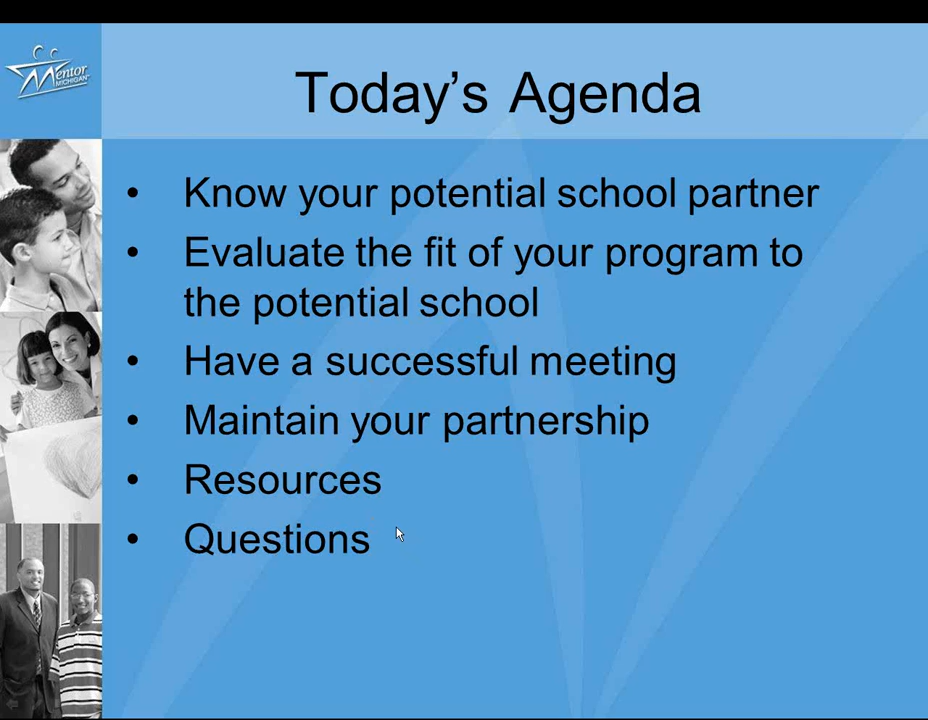 Mentor
MICHIGAN
Today's Agenda
• Know your potential school partner
• Evaluate the fit of your program to
the potential school
• Have a successful meeting
• Maintain your partnership
• Resources
• Questions